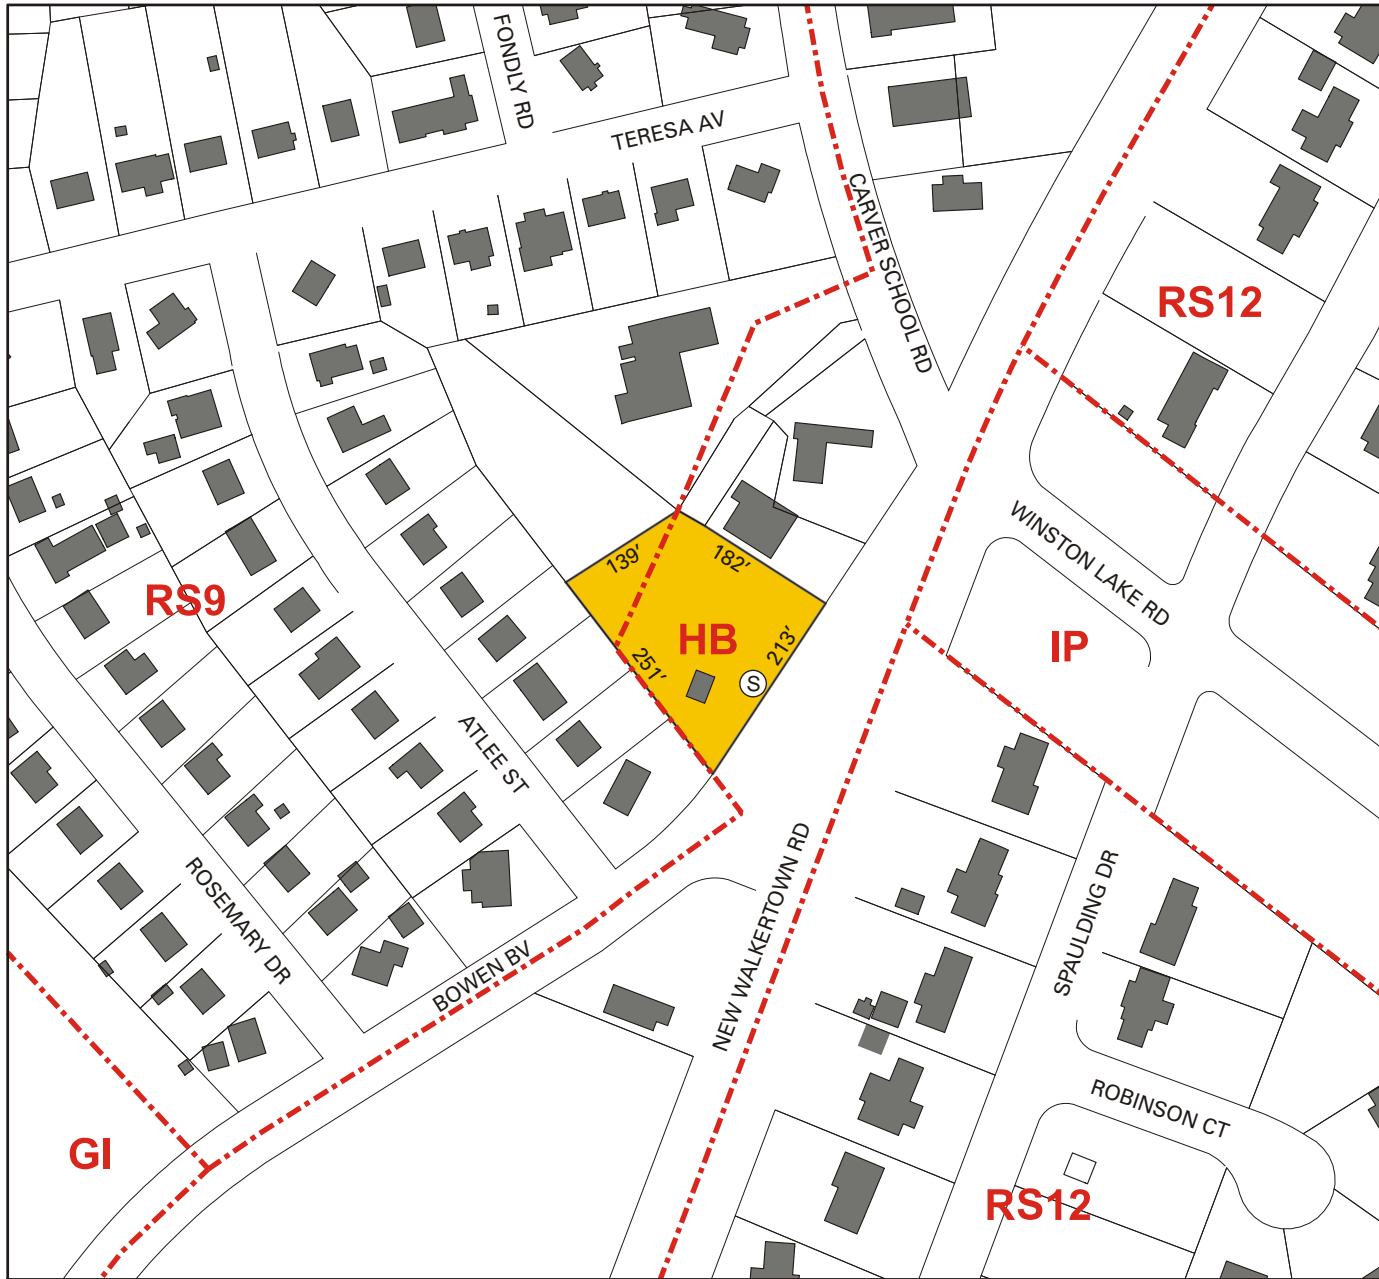 FONDLY RD
TERESA AV
CARVER SCHOOL RD
RS12
WINSTON LAKE RD
139′
182′
RS9
HB
213′
251′
S
IP
ATLEE ST
NEW WALKERTOWN RD
SPAULDING DR
ROSEMARY DR
BOWEN BV
ROBINSON CT
GI
RS12